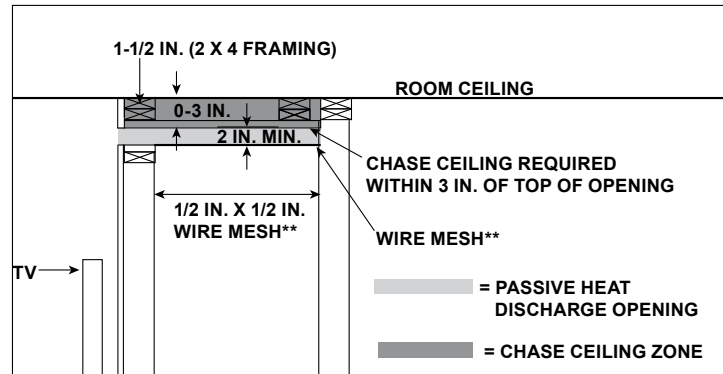 1-1/2 IN. (2 X 4 FRAMING)
ROOM CEILING
0-3 IN.
2 IN. MIN.
CHASE CEILING REQUIRED
WITHIN 3 IN. OF TOP OF OPENING
1/2 IN. X 1/2 IN.
WIRE MESH**
WIRE MESH**
TV
= PASSIVE HEAT
DISCHARGE OPENING
= CHASE CEILING ZONE